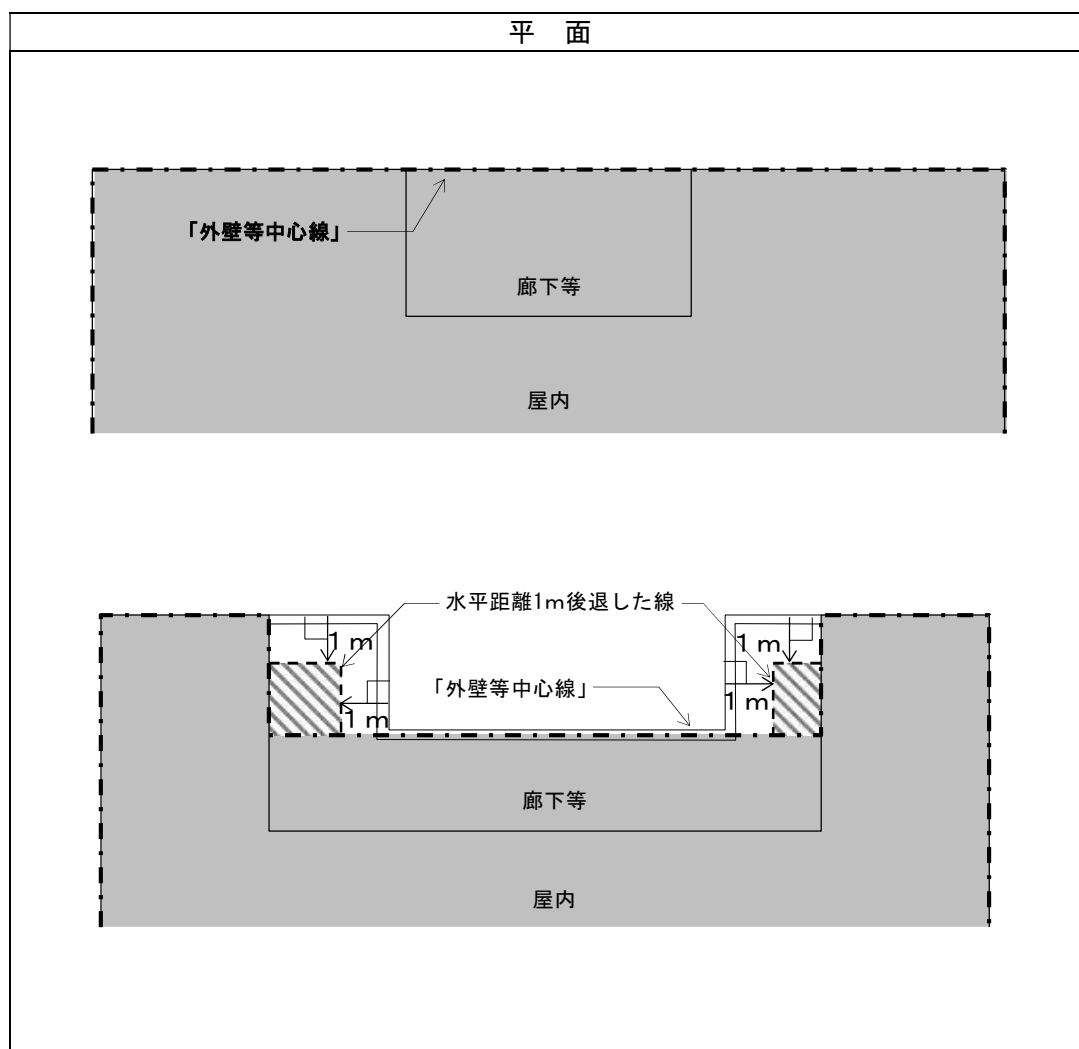 平 面
「外壁等中心線」
廊下等
屋内
水平距離1m後退した線
1m
1m
「外壁等中心線」
1m
1m
廊下等
屋内